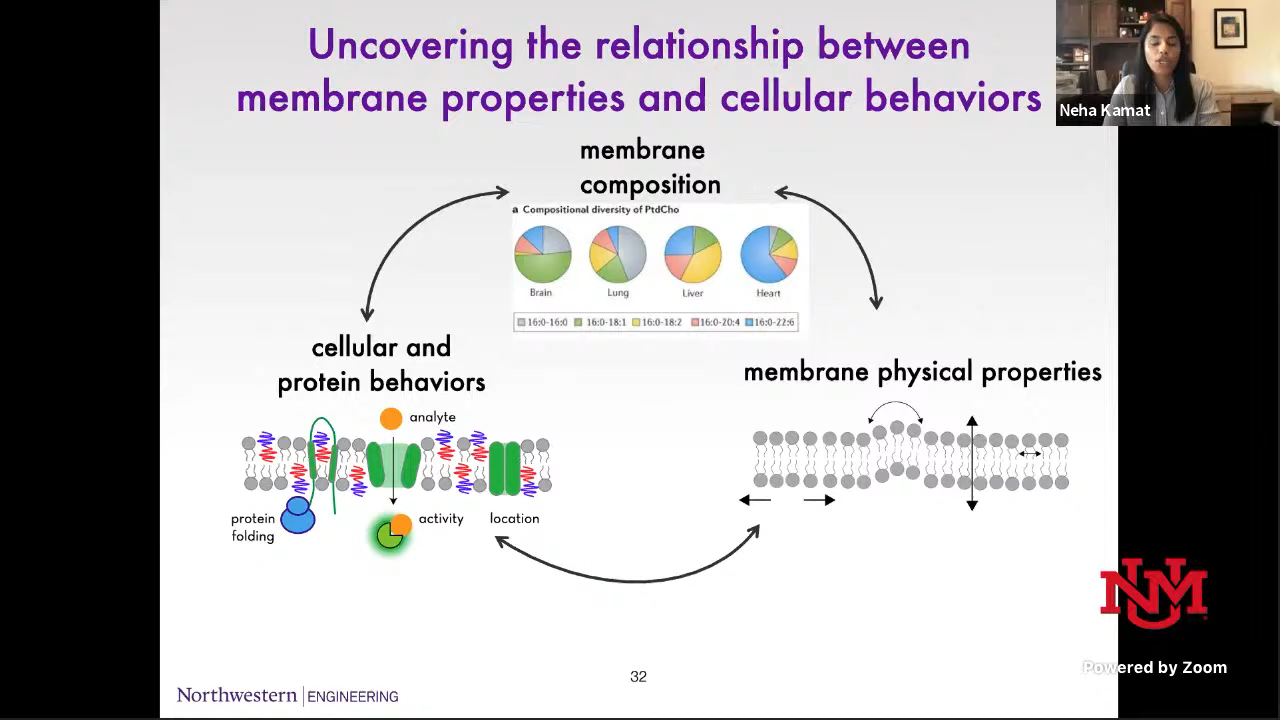 Uncovering the relationship between
membrane properties and cellular behaviors
Neha Kamat
membrane
composition
a Compositional diversity of PtdCho
Brain
Lung
Liver
Heart
16:0-16:0 16:0-18:1 16:0-18:2 16:0-20:4 16:0-22:6
cellular and
protein behaviors
membrane physical properties
analyte
protein
folding
activity
location
UNM
Powered by Zoom
32
Northwestern | ENGINEERING